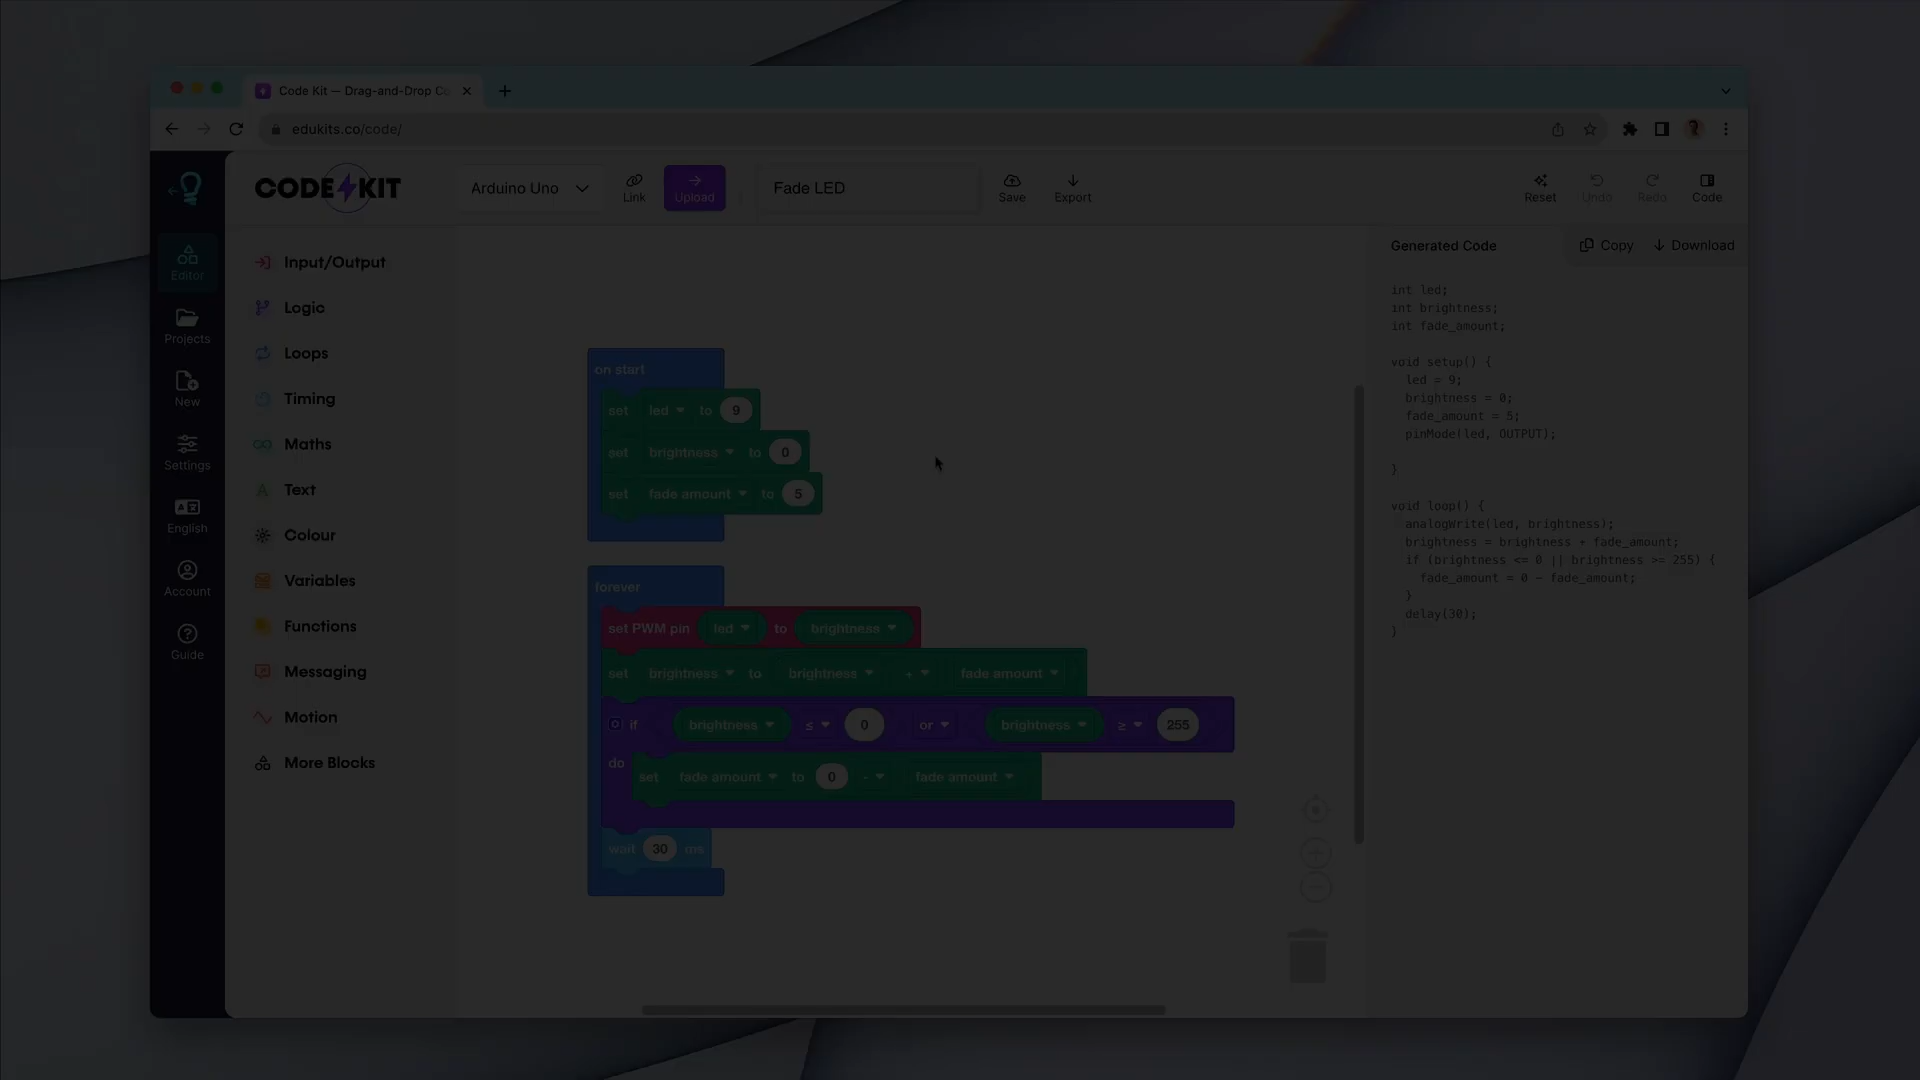 Code Kit — Drag-and-Drop Co
edukits.co/code/
CODE KIT
Arduino Uno
Link
Upload
Fade LED
Save
Export
Reset
Undo
Redo
Code
Editor
Projects
New
Settings
English
Account
Guide
Input/Output
Logic
Loops
Timing
Maths
Text
Colour
Variables
Functions
Messaging
Motion
More Blocks
on start
set led to 9
set brightness to 0
set fade amount to 5
forever
set PWM pin led to brightness
set brightness to brightness + fade amount
if brightness ≤ 0 or brightness ≥ 255
do set fade amount to 0 - fade amount
wait 30 ms
Generated Code
Copy
Download
int led;
int brightness;
int fade_amount;
void setup() {
led = 9;
brightness = 0;
fade_amount = 5;
pinMode(led, OUTPUT);
}
void loop() {
analogWrite(led, brightness);
brightness = brightness + fade_amount;
if (brightness <= 0 || brightness >= 255) {
fade_amount = 0 - fade_amount;
}
delay(30);
}